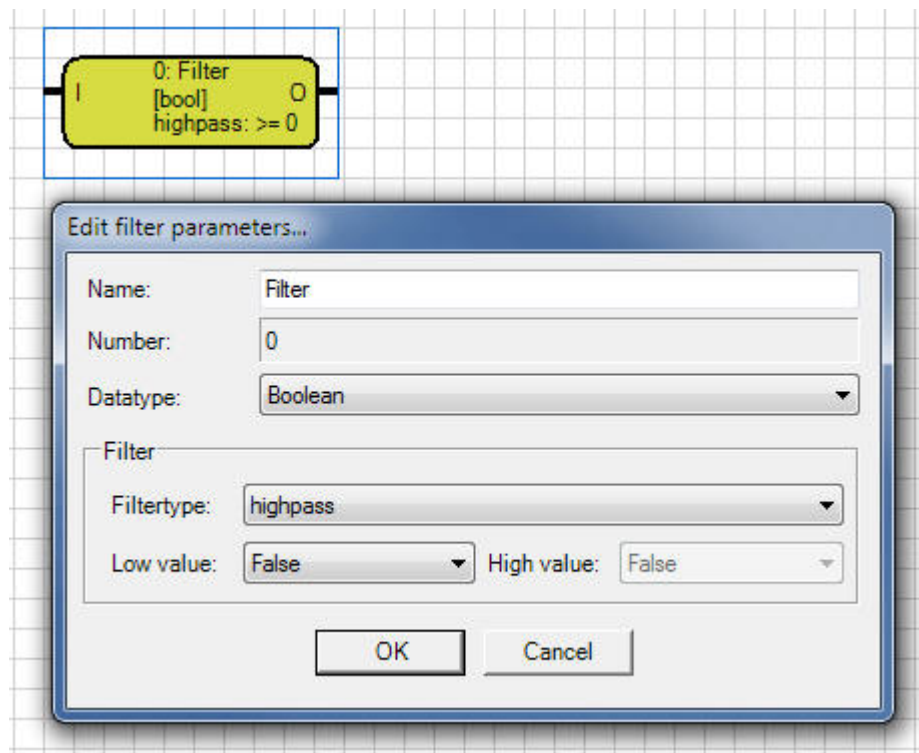 0: Filter
I [bool] O
highpass: >= 0
Edit filter parameters...
Name: Filter
Number: 0
Datatype: Boolean
Filter
Filtertype: highpass
Low value: False High value: False
OK Cancel